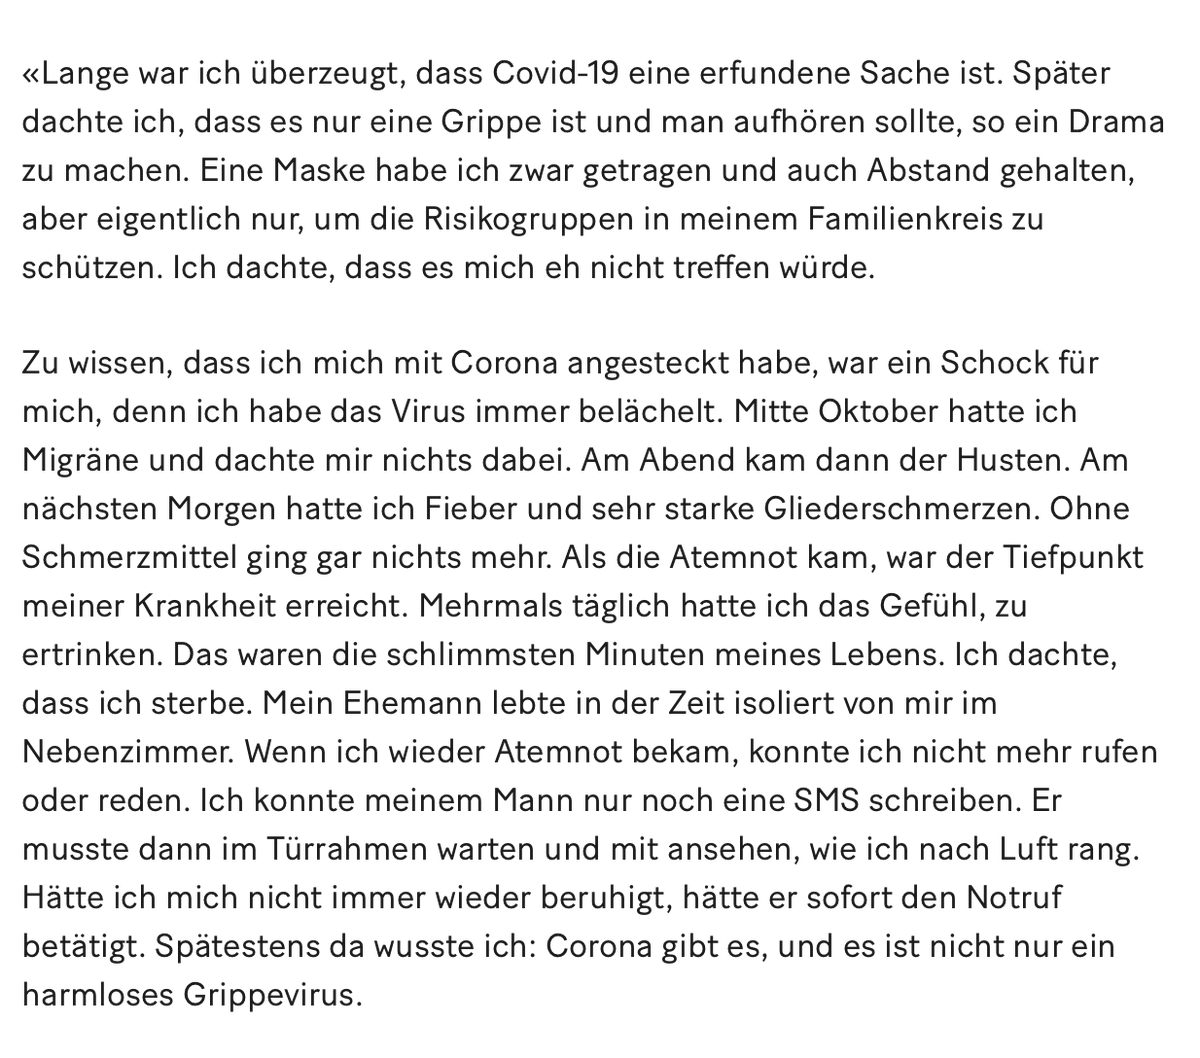 «Lange war ich überzeugt, dass Covid-19 eine erfundene Sache ist. Später
dachte ich, dass es nur eine Grippe ist und man aufhören sollte, so ein Drama
zu machen. Eine Maske habe ich zwar getragen und auch Abstand gehalten,
aber eigentlich nur, um die Risikogruppen in meinem Familienkreis zu
schützen. Ich dachte, dass es mich eh nicht treffen würde.

Zu wissen, dass ich mich mit Corona angesteckt habe, war ein Schock für
mich, denn ich habe das Virus immer belächelt. Mitte Oktober hatte ich
Migräne und dachte mir nichts dabei. Am Abend kam dann der Husten. Am
nächsten Morgen hatte ich Fieber und sehr starke Gliederschmerzen. Ohne
Schmerzmittel ging gar nichts mehr. Als die Atemnot kam, war der Tiefpunkt
meiner Krankheit erreicht. Mehrmals täglich hatte ich das Gefühl, zu
ertrinken. Das waren die schlimmsten Minuten meines Lebens. Ich dachte,
dass ich sterbe. Mein Ehemann lebte in der Zeit isoliert von mir im
Nebenzimmer. Wenn ich wieder Atemnot bekam, konnte ich nicht mehr rufen
oder reden. Ich konnte meinem Mann nur noch eine SMS schreiben. Er
musste dann im Türrahmen warten und mit ansehen, wie ich nach Luft rang.
Hätte ich mich nicht immer wieder beruhigt, hätte er sofort den Notruf
betätigt. Spätestens da wusste ich: Corona gibt es, und es ist nicht nur ein
harmloses Grippevirus.